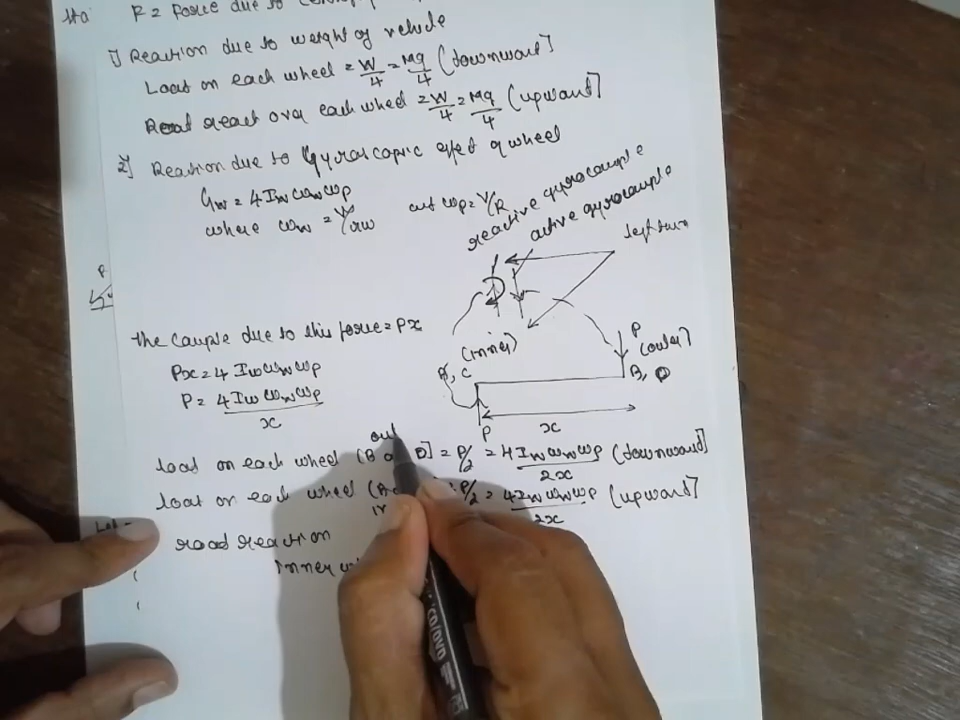 R = force due to
1] Reaction due to weight of vehicle
Load on each wheel = W/4 = Mg/4 (downward]
Road react over each wheel = W/4 = Mg/4 (upward]
2] Reaction due to Gyroscopic effect of wheel
Gw = 4 Iw ωw ωp
where ωw = V/rw and ωp = V/R
reactive gyrocouple
active gyrocouple
left turn
the couple due to this force = Px
Px = 4 Iw ωw ωp
P = 4 Iw ωw ωp / x
P
(outer]
(inner)
A, C
B, D
P
x
out
Load on each wheel (B D] = P/2 = 4 Iw ωw ωp / 2x (downward]
Load on each wheel P/2 = 4 Iw ωw ωp / 2x (upward]
road reaction
Inner